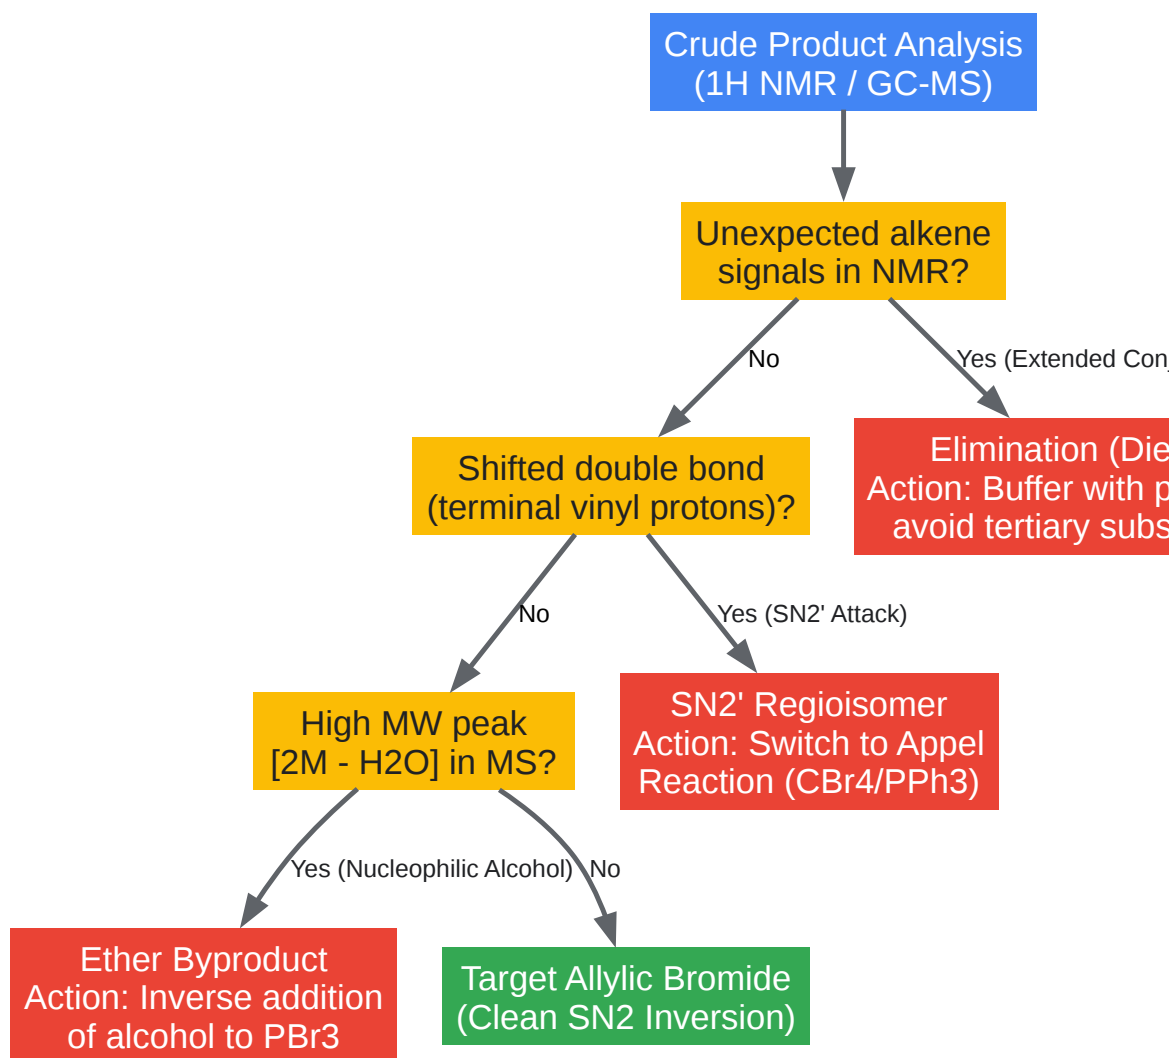 Crude Product Analysis
(1H NMR / GC-MS)
Unexpected alkene
signals in NMR?
No
Yes (Extended
Shifted double bond
(terminal vinyl protons)?
Elimination
Action: Buffer with
avoid tertiary
No
Yes (SN2' Attack)
High MW peak
[2M - H2O] in MS?
SN2' Regioisomer
Action: Switch to Appel
Reaction (CBr4/PPh3)
Yes (Nucleophilic Alcohol)
No
Ether Byproduct
Action: Inverse addition
of alcohol to PBr3
Target Allylic Bromide
(Clean SN2 Inversion)